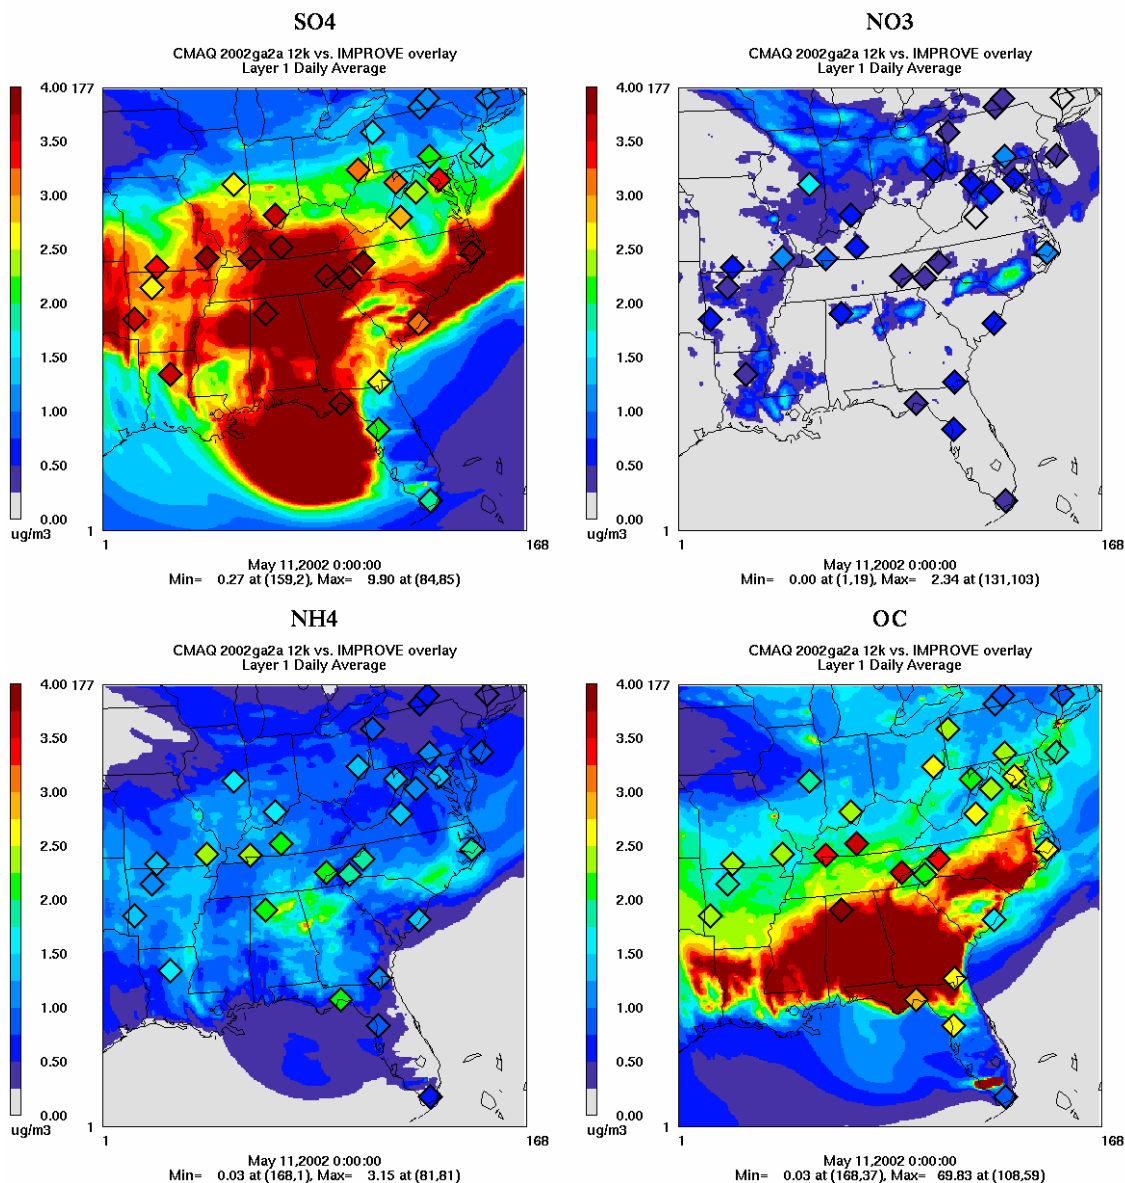 SO4
CMAQ 2002ga2a 12k vs. IMPROVE overlay
Layer 1 Daily Average
4.00 177
3.50
3.00
2.50
2.00
1.50
1.00
0.50
0.00
ug/m3
1
1
168
May 11,2002 0:00:00
Min= 0.27 at (159,2), Max= 9.90 at (84,85)
NO3
CMAQ 2002ga2a 12k vs. IMPROVE overlay
Layer 1 Daily Average
4.00 177
3.50
3.00
2.50
2.00
1.50
1.00
0.50
0.00
ug/m3
1
1
168
May 11,2002 0:00:00
Min= 0.00 at (1,19), Max= 2.34 at (131,103)
NH4
CMAQ 2002ga2a 12k vs. IMPROVE overlay
Layer 1 Daily Average
4.00 177
3.50
3.00
2.50
2.00
1.50
1.00
0.50
0.00
ug/m3
1
1
168
May 11,2002 0:00:00
Min= 0.03 at (168,1), Max= 3.15 at (81,81)
OC
CMAQ 2002ga2a 12k vs. IMPROVE overlay
Layer 1 Daily Average
4.00 177
3.50
3.00
2.50
2.00
1.50
1.00
0.50
0.00
ug/m3
1
1
168
May 11,2002 0:00:00
Min= 0.03 at (168,37), Max= 69.83 at (108,59)